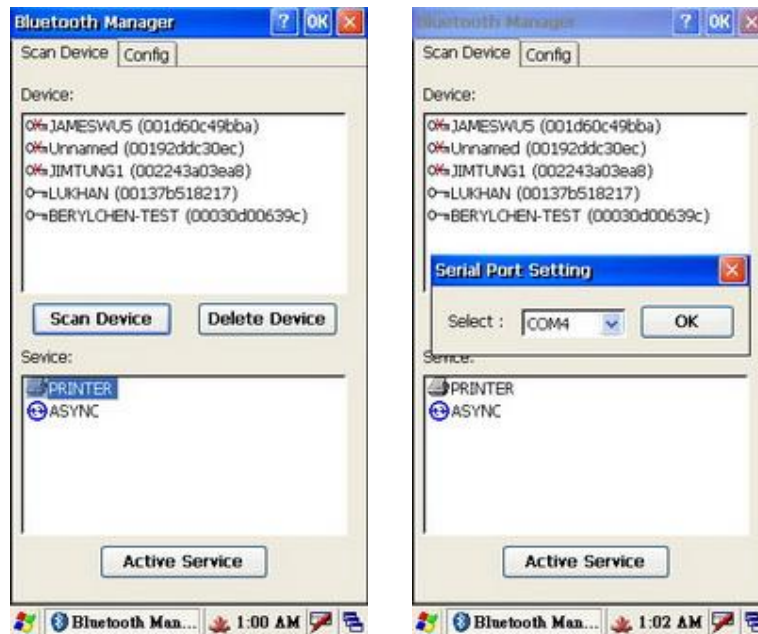 Bluetooth Manager ? OK
Scan Device Config
Device:
JAMESWU5 (001d60c49bba)
Unnamed (00192ddc30ec)
JIMTUNG1 (002243a03ea8)
LUKHAN (00137b518217)
BERYLCHEN-TEST (00030d00639c)
Scan Device Delete Device
Sevice:
PRINTER
ASYNC
Active Service
Bluetooth Man... 1:00 AM
Bluetooth Manager ? OK
Scan Device Config
Device:
JAMESWU5 (001d60c49bba)
Unnamed (00192ddc30ec)
JIMTUNG1 (002243a03ea8)
LUKHAN (00137b518217)
BERYLCHEN-TEST (00030d00639c)
Serial Port Setting
Select : COM4 OK
Sevice:
PRINTER
ASYNC
Active Service
Bluetooth Man... 1:02 AM